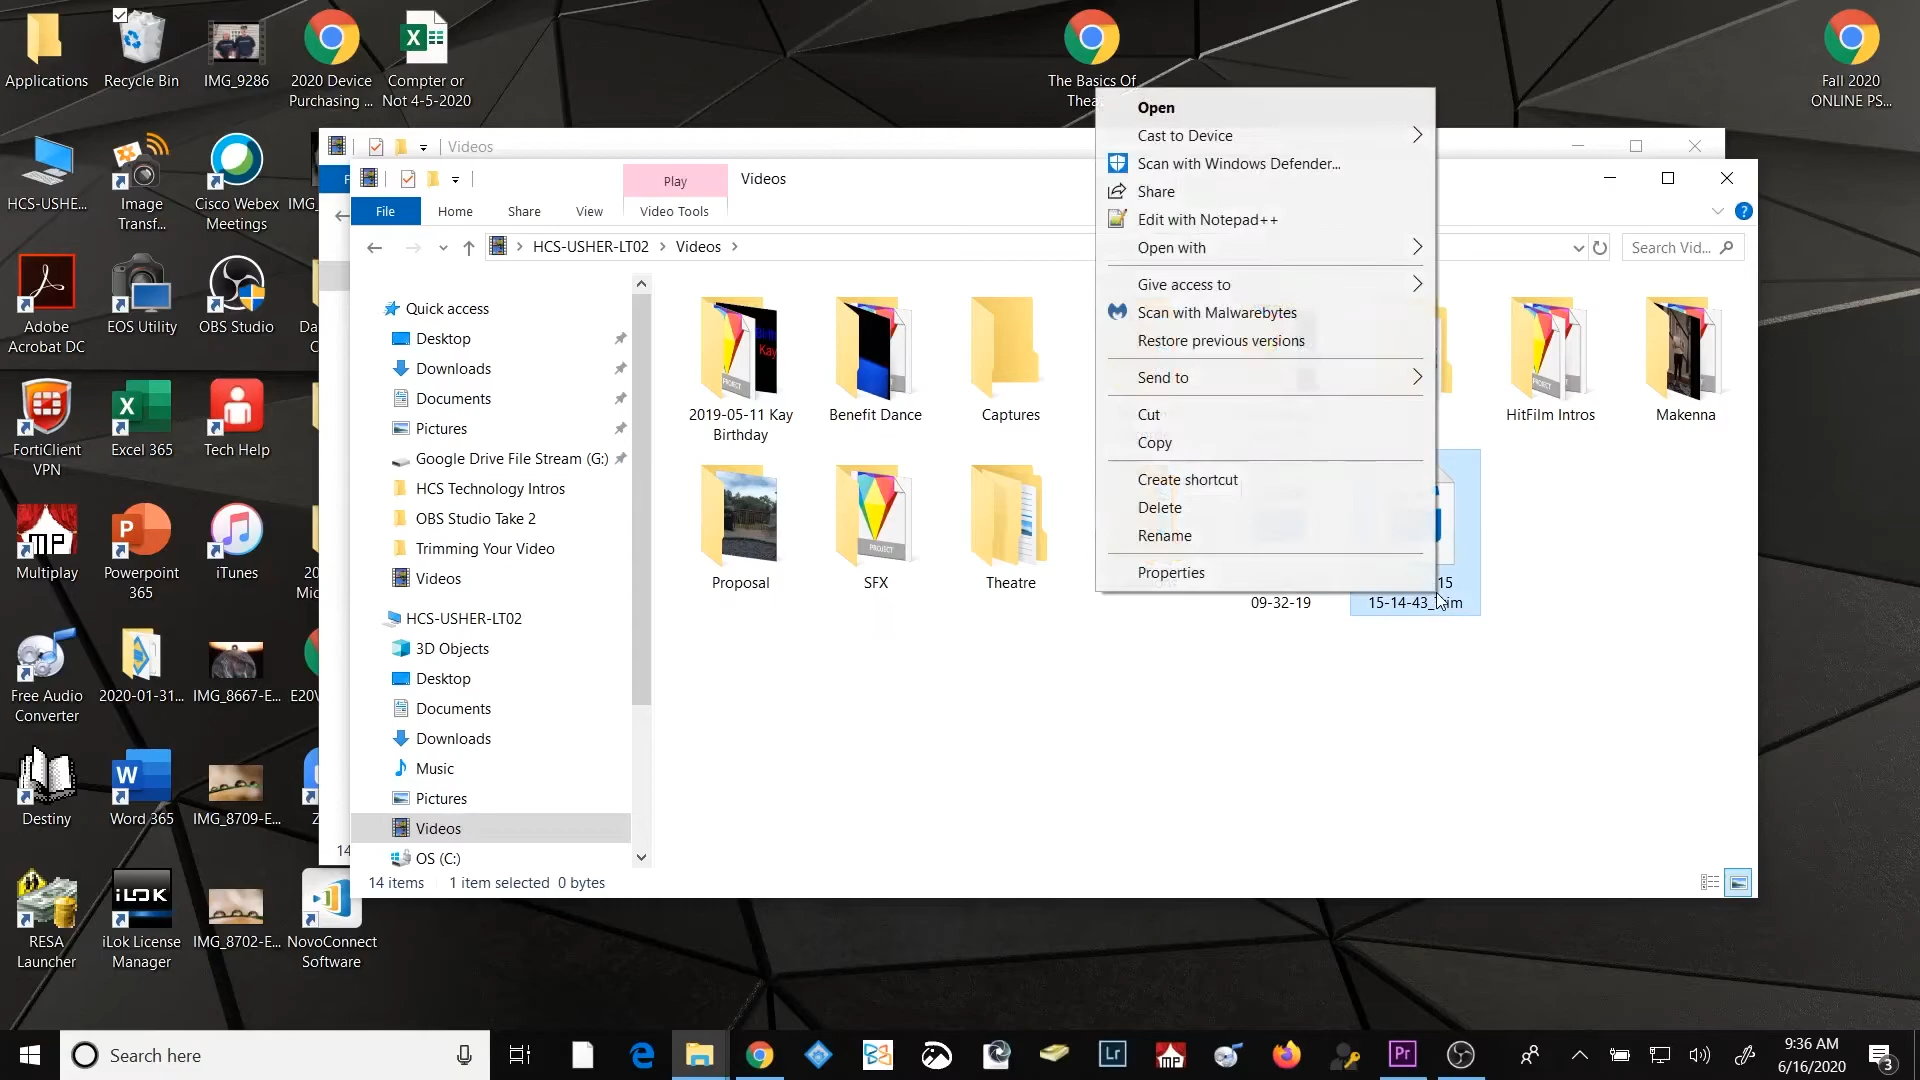 Applications
Recycle Bin
IMG_9286
2020 Device
Purchasing ...
Compter or
Not 4-5-2020
The Basics Of
Thea
Fall 2020
ONLINE PS...
HCS-USHE...
Image
Transf...
Cisco Webex
Meetings
IMG_
Adobe
Acrobat DC
EOS Utility
OBS Studio
Da
C
FortiClient
VPN
Excel 365
Tech Help
Multiplay
Powerpoint
365
iTunes
20
Mic
Free Audio
Converter
2020-01-31...
IMG_8667-E...
E20V
Destiny
Word 365
IMG_8709-E...
Z
RESA
Launcher
iLok License
Manager
IMG_8702-E...
NovoConnect
Software
Videos
F
14
Play
Videos
File
Home
Share
View
Video Tools
HCS-USHER-LT02
Videos
Search Vid...
Quick access
Desktop
Downloads
Documents
Pictures
Google Drive File Stream (G:)
HCS Technology Intros
OBS Studio Take 2
Trimming Your Video
Videos
HCS-USHER-LT02
3D Objects
Desktop
Documents
Downloads
Music
Pictures
Videos
OS (C:)
2019-05-11 Kay
Birthday
Benefit Dance
Captures
HitFilm Intros
Makenna
Proposal
SFX
Theatre
09-32-19
15
15-14-43_
im
Open
Cast to Device
Scan with Windows Defender...
Share
Edit with Notepad++
Open with
Give access to
Scan with Malwarebytes
Restore previous versions
Send to
Cut
Copy
Create shortcut
Delete
Rename
Properties
14 items
1 item selected 0 bytes
Search here
9:36 AM
6/16/2020
3